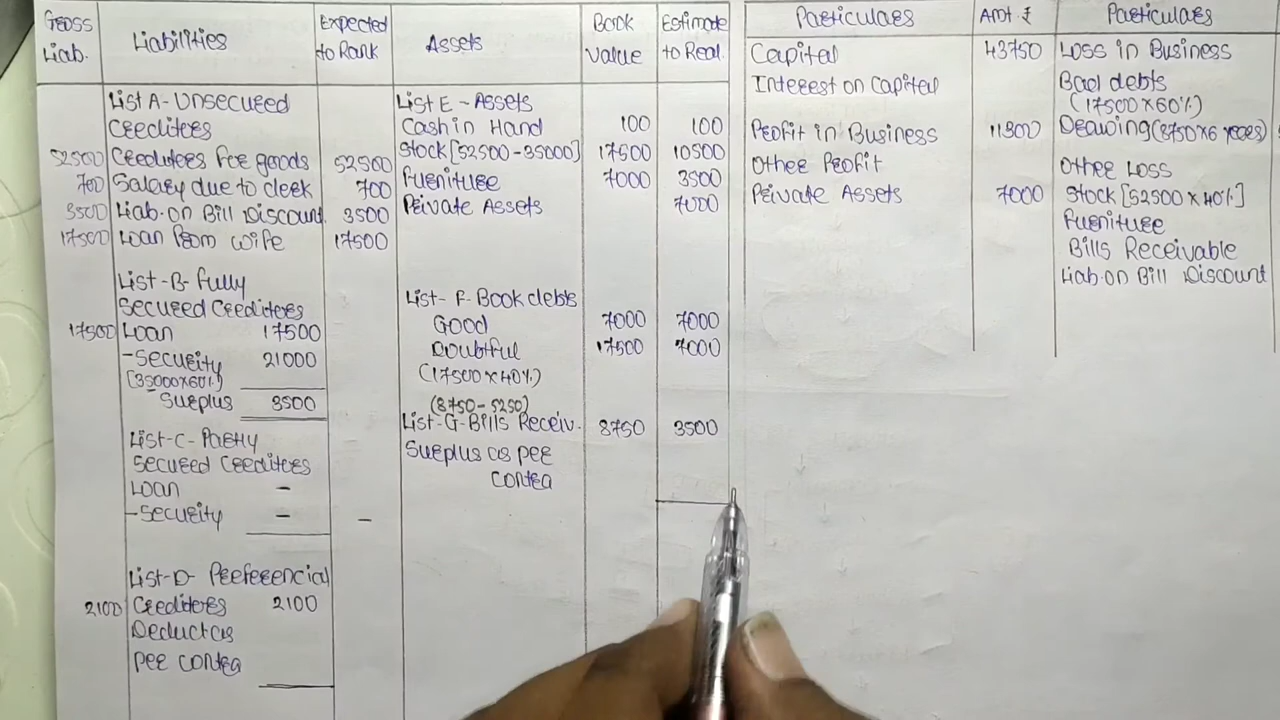 Gross Liab. Liabilities Expected to Rank Assets Book Value Estimate to Real. Particulars Amt ₹ Particulars
Capital 43750 Loss in Business
Interest on Capital Bad debts
List A- Unsecured List E - Assets (17500 x 60%)
Creditors Cash in Hand 100 100 Profit in Business 11300 Drawing (8750x6 years)
52500 Creditors for goods 52500 Stock [52500-35000] 17500 10500 Other Profit Other Loss
700 Salary due to clerk 700 Furniture 7000 3500 Private Assets 7000 Stock [52500 x 40%]
3500 Liab. on Bill Discount 3500 Private Assets 7000 Furniture
17500 Loan from wife 17500 Bills Receivable
List-B- Fully Liab. on Bill Discount
Secured Creditors List- F- Book debts
17500 Loan 17500 Good 7000 7000
-Security 21000 Doubtful 17500 7000
(35000x60%) (17500 x 40%)
Surplus 3500 (8750-5250)
List-G-Bills Receiv. 8750 3500
List-C- Partly Surplus as per
Secured Creditors contra
Loan -
-Security - -
List-D- Preferencial
2100 Creditors 2100
Deduct as
per contra